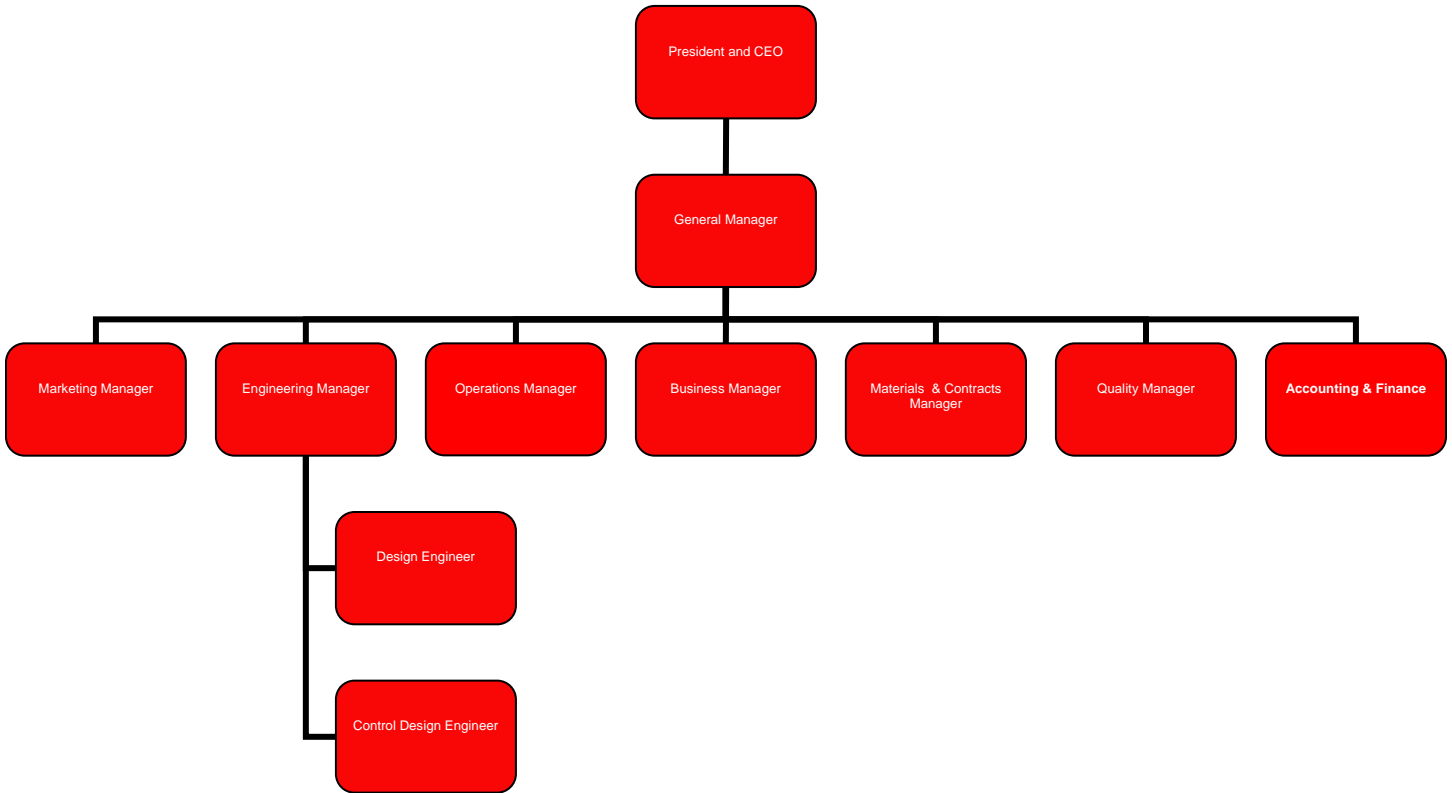 President and CEO
General Manager
Marketing Manager
Engineering Manager
Operations Manager
Business Manager
Materials  & Contracts
Manager
Quality Manager
Accounting & Finance
Design Engineer
Control Design Engineer